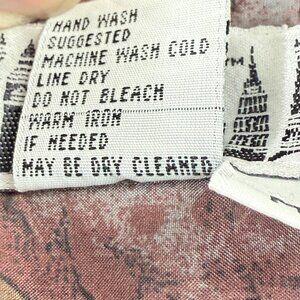 HAND WASH
SUGGESTED
MACHINE WASH COLD
LINE DRY
DO NOT BLEACH
WARM IRON
IF NEEDED
MAY BE DRY CLEANED